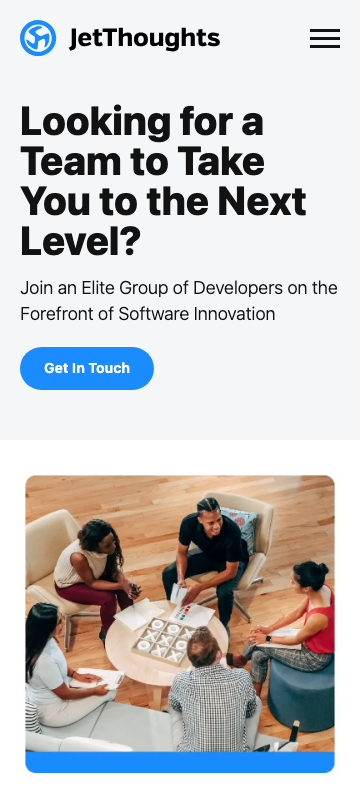 JetThoughts
Looking for a
Team to Take
You to the Next
Level?
Join an Elite Group of Developers on the
Forefront of Software Innovation
Get In Touch